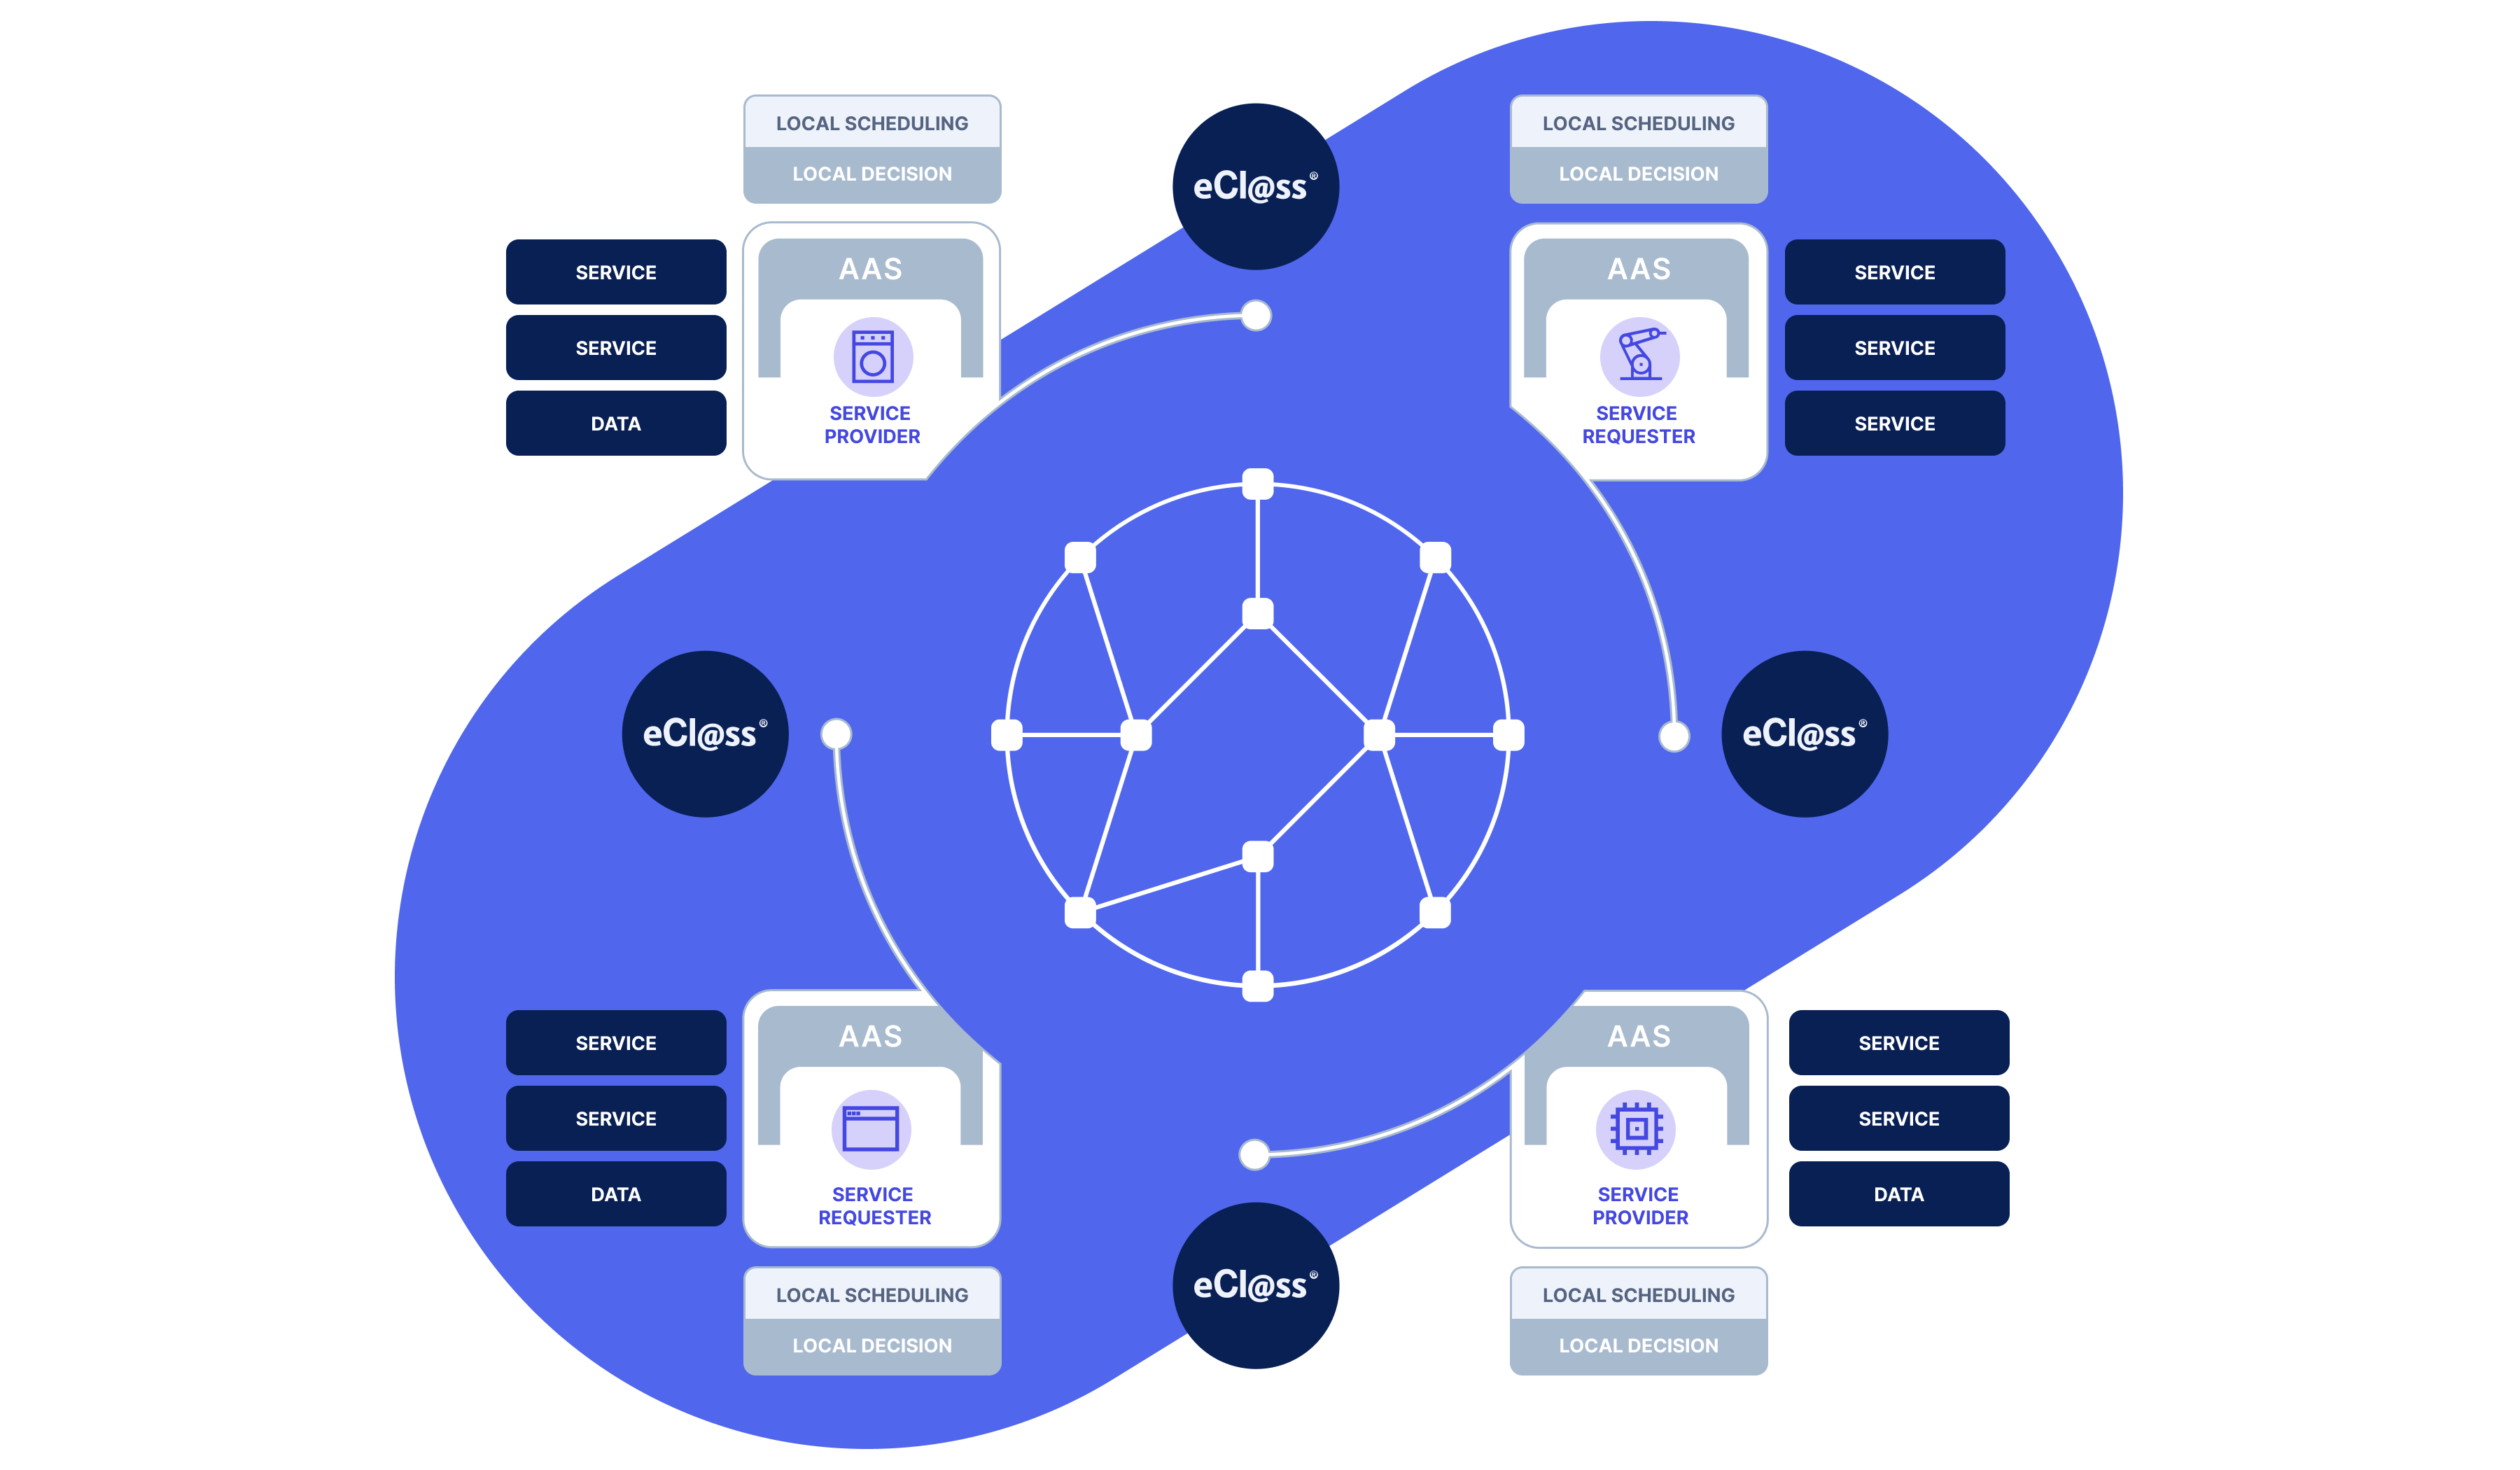 LOCAL SCHEDULING
LOCAL DECISION
SERVICE
SERVICE
DATA
AAS
SERVICE
PROVIDER
eCl@ss®
LOCAL SCHEDULING
LOCAL DECISION
AAS
SERVICE
REQUESTER
SERVICE
SERVICE
SERVICE
eCl@ss®
eCl@ss®
SERVICE
SERVICE
DATA
AAS
SERVICE
REQUESTER
LOCAL SCHEDULING
LOCAL DECISION
eCl@ss®
AAS
SERVICE
PROVIDER
SERVICE
SERVICE
DATA
LOCAL SCHEDULING
LOCAL DECISION